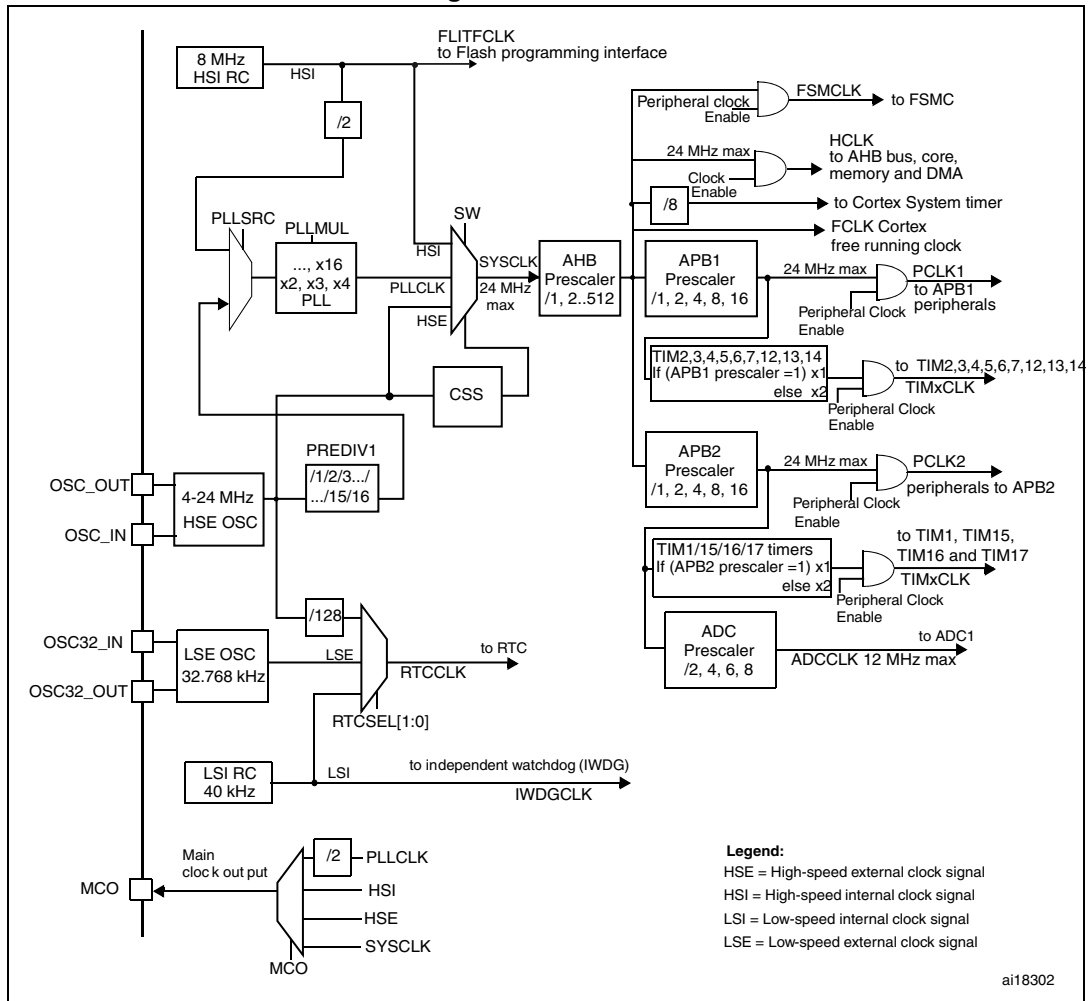 FLITFCLK
to Flash programming interface
8 MHz
HSI RC
HSI
/2
Peripheral clock
Enable
FSMCLK
to FSMC
24 MHz max
Clock
Enable
HCLK
to AHB bus, core,
memory and DMA
/8
to Cortex System timer
FCLK Cortex
free running clock
PLLSRC
PLLMUL
..., x16
x2, x3, x4
PLL
SW
HSI
PLLCLK
HSE
SYSCLK
24 MHz
max
AHB
Prescaler
/1, 2..512
APB1
Prescaler
/1, 2, 4, 8, 16
24 MHz max
PCLK1
to APB1
peripherals
Peripheral Clock
Enable
TIM2,3,4,5,6,7,12,13,14
If (APB1 prescaler =1) x1
else x2
to TIM2,3,4,5,6,7,12,13,14
TIMxCLK
Peripheral Clock
Enable
CSS
PREDIV1
/1/2/3.../
.../15/16
OSC_OUT
OSC_IN
4-24 MHz
HSE OSC
APB2
Prescaler
/1, 2, 4, 8, 16
24 MHz max
PCLK2
peripherals to APB2
Peripheral Clock
Enable
TIM1/15/16/17 timers
If (APB2 prescaler =1) x1
else x2
to TIM1, TIM15,
TIM16 and TIM17
TIMxCLK
Peripheral Clock
Enable
/128
OSC32_IN
OSC32_OUT
LSE OSC
32.768 kHz
LSE
to RTC
RTCCLK
RTCSEL[1:0]
ADC
Prescaler
/2, 4, 6, 8
to ADC1
ADCCLK 12 MHz max
LSI RC
40 kHz
LSI
to independent watchdog (IWDG)
IWDGCLK
MCO
Main
clock output
/2
PLLCLK
HSI
HSE
SYSCLK
MCO
Legend:
HSE = High-speed external clock signal
HSI = High-speed internal clock signal
LSI = Low-speed internal clock signal
LSE = Low-speed external clock signal
ai18302